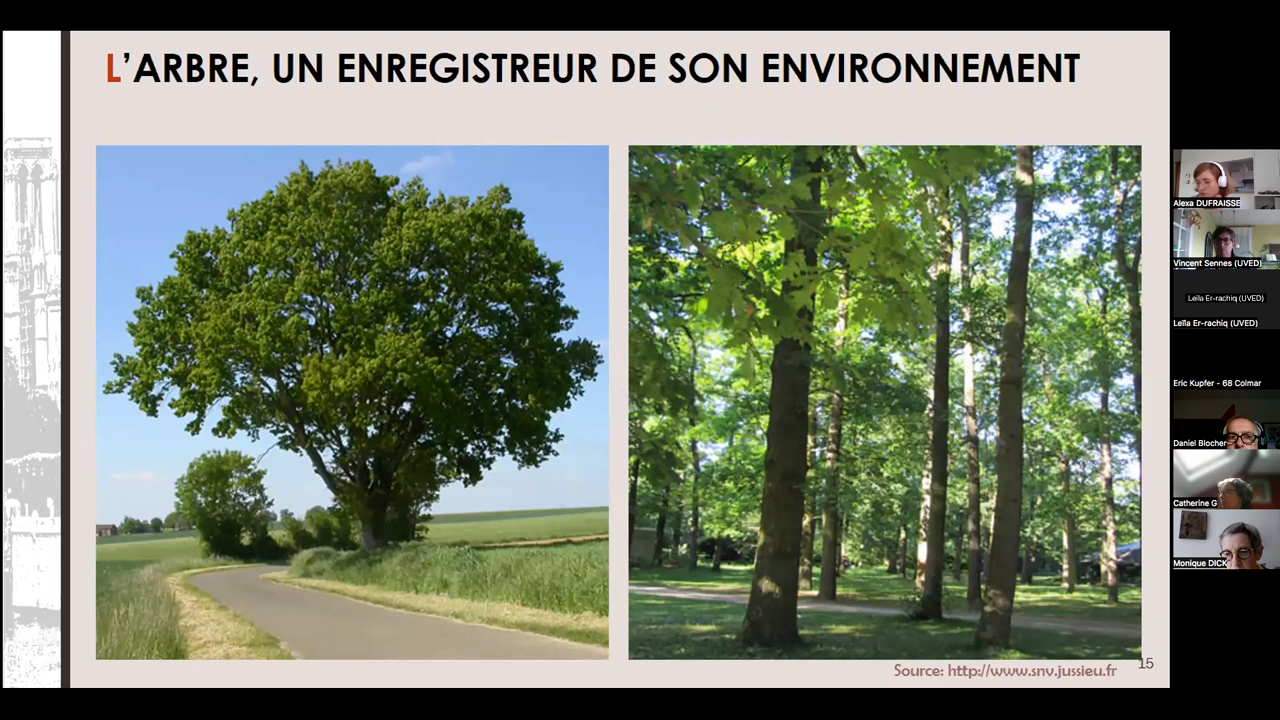 L’ARBRE, UN ENREGISTREUR DE SON ENVIRONNEMENT
Source: http://www.snv.jussieu.fr
15
Alexa DUFRAISSE
Vincent Sennes (UVED)
Leïla Er-rachiq (UVED)
Leïla Er-rachiq (UVED)
Eric Kupfer - 68 Colmar
Daniel Blocher
Catherine G
Monique DICK